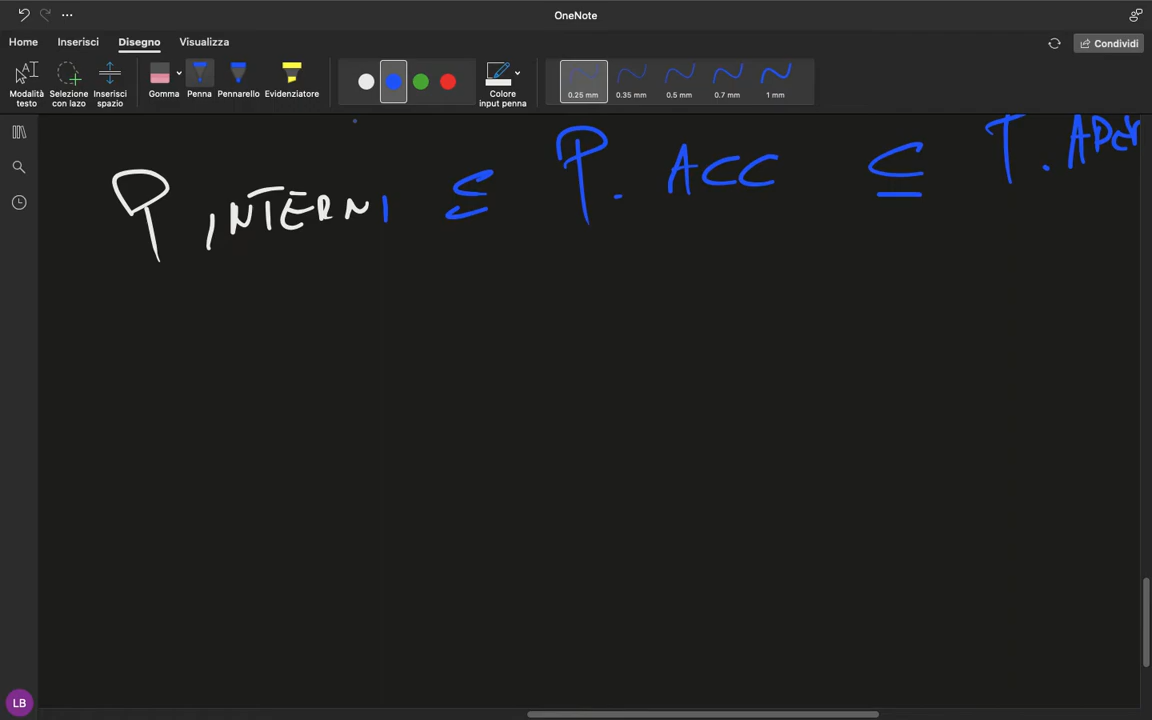 OneNote
Home Inserisci Disegno Visualizza
Condividi
Modalità testo
Selezione con lazo
Inserisci spazio
Gomma
Penna
Pennarello
Evidenziatore
Colore input penna
0.25 mm 0.35 mm 0.5 mm 0.7 mm 1 mm
P INTERNI ⊆ P. ACC ⊆ P. ADER
LB